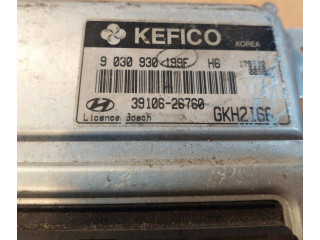 KEFICO
KOREA
9 030 930 199F H6
39106-26760
Licence Bosch
GKH2I66